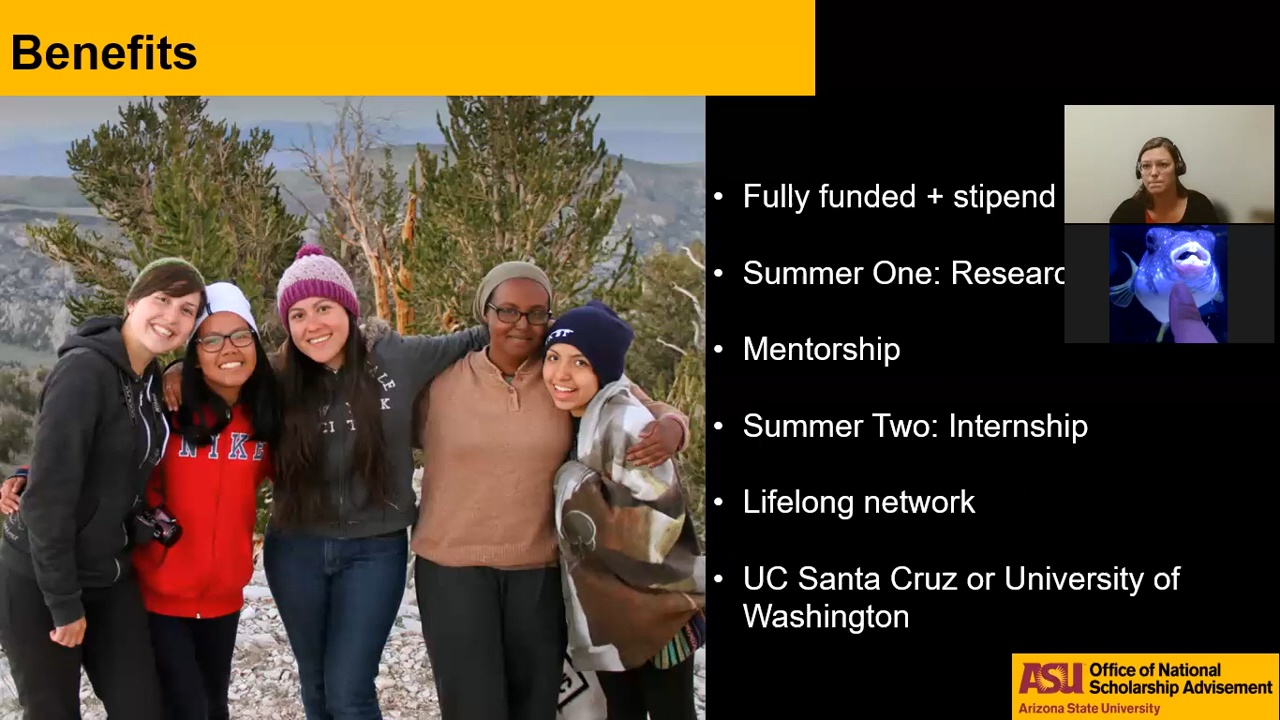 Benefits
• Fully funded + stipend
• Summer One: Researc
• Mentorship
• Summer Two: Internship
• Lifelong network
• UC Santa Cruz or University of
Washington
NIKE
ASU Office of National
Scholarship Advisement
Arizona State University